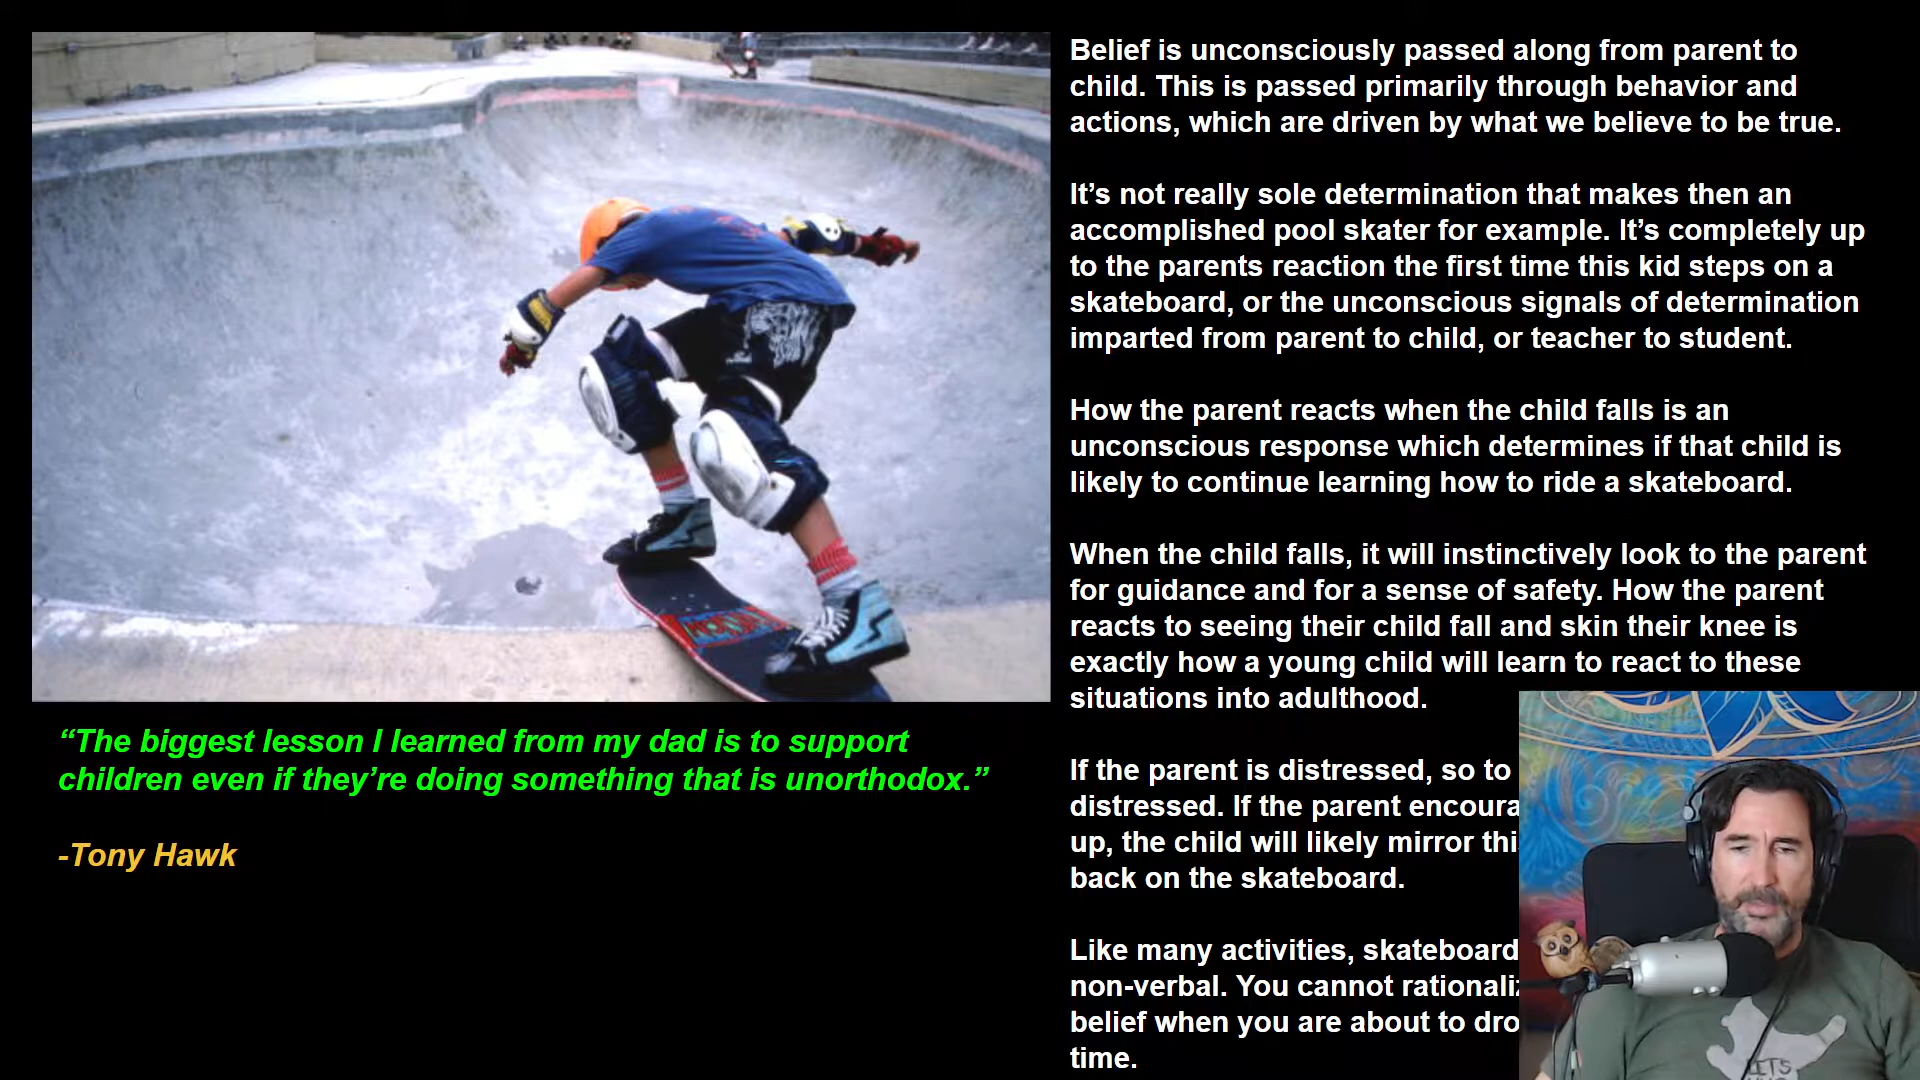 Belief is unconsciously passed along from parent to
child. This is passed primarily through behavior and
actions, which are driven by what we believe to be true.
It’s not really sole determination that makes then an
accomplished pool skater for example. It’s completely up
to the parents reaction the first time this kid steps on a
skateboard, or the unconscious signals of determination
imparted from parent to child, or teacher to student.
How the parent reacts when the child falls is an
unconscious response which determines if that child is
likely to continue learning how to ride a skateboard.
When the child falls, it will instinctively look to the parent
for guidance and for a sense of safety. How the parent
reacts to seeing their child fall and skin their knee is
exactly how a young child will learn to react to these
situations into adulthood.
If the parent is distressed, so to
distressed. If the parent encoura
up, the child will likely mirror thi
back on the skateboard.
Like many activities, skateboard
non-verbal. You cannot rationali
belief when you are about to dro
time.
“The biggest lesson I learned from my dad is to support
children even if they’re doing something that is unorthodox.”
-Tony Hawk
LETS